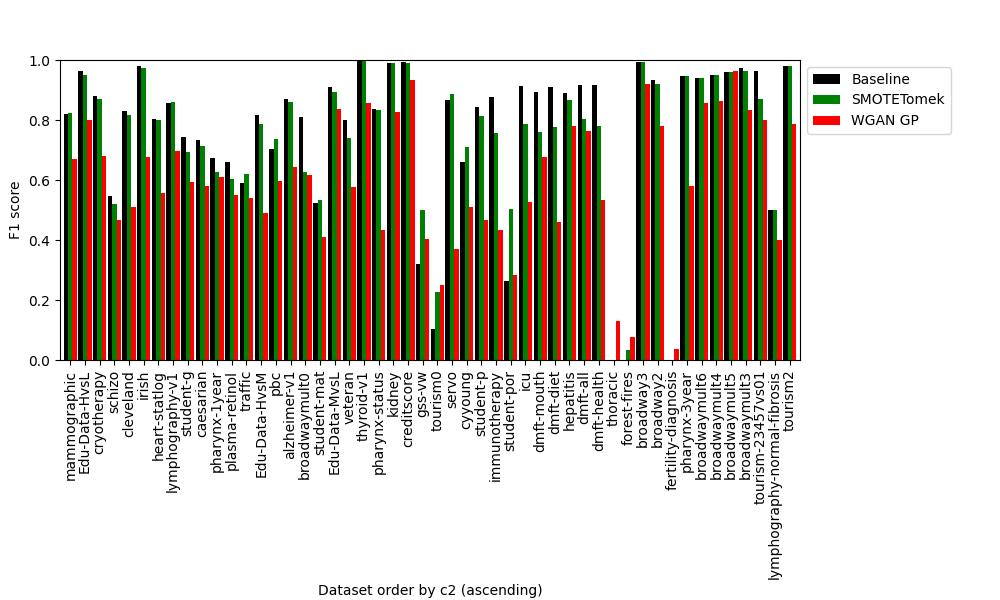 Baseline
SMOTETomek
WGAN GP
F1 score
1.0
0.8
0.6
0.4
0.2
0.0
mammographic
Edu-Data-HvsL
cryotherapy
schizo
cleveland
irish
heart-statlog
lymphography-v1
student-g
caesarian
pharynx-1year
plasma-retinol
traffic
Edu-Data-HvsM
pbc
alzheimer-v1
broadwaymult0
student-mat
Edu-Data-MvsL
veteran
thyroid-v1
pharynx-status
kidney
creditscore
gss-vw
tourism0
servo
cyyoung
student-p
immunotherapy
student-por
icu
dmft-mouth
dmft-diet
hepatitis
dmft-all
dmft-health
thoracic
forest-fires
broadway3
broadway2
fertility-diagnosis
pharynx-3year
broadwaymult6
broadwaymult4
broadwaymult5
broadwaymult3
tourism-23457vs01
lymphography-normal-fibrosis
tourism2
Dataset order by c2 (ascending)